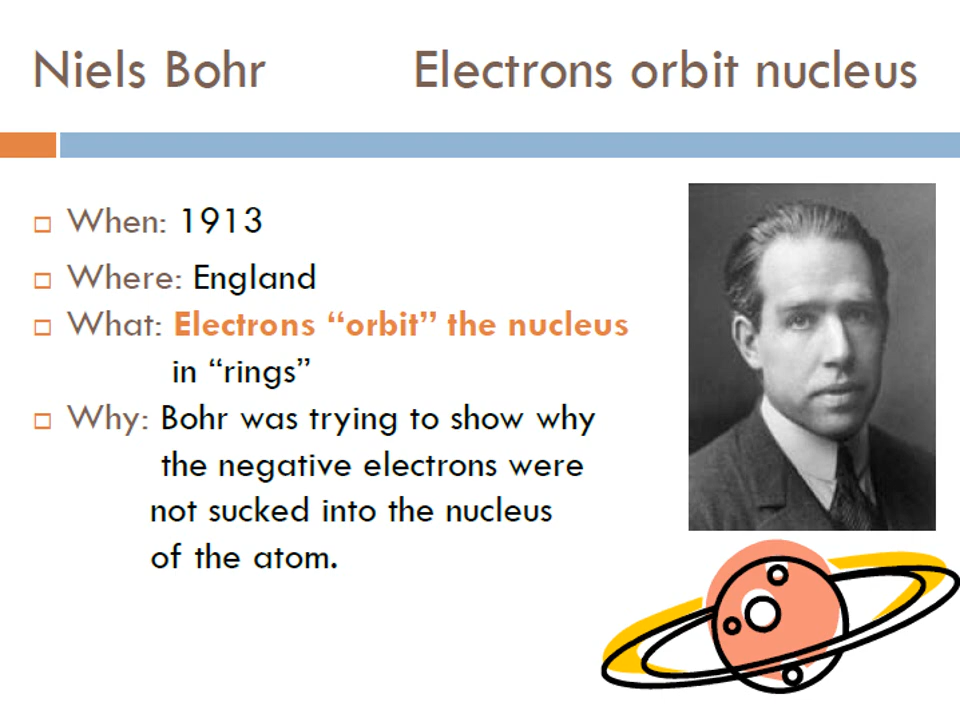 Niels Bohr Electrons orbit nucleus
When: 1913
Where: England
What: Electrons “orbit” the nucleus
in “rings”
Why: Bohr was trying to show why
the negative electrons were
not sucked into the nucleus
of the atom.